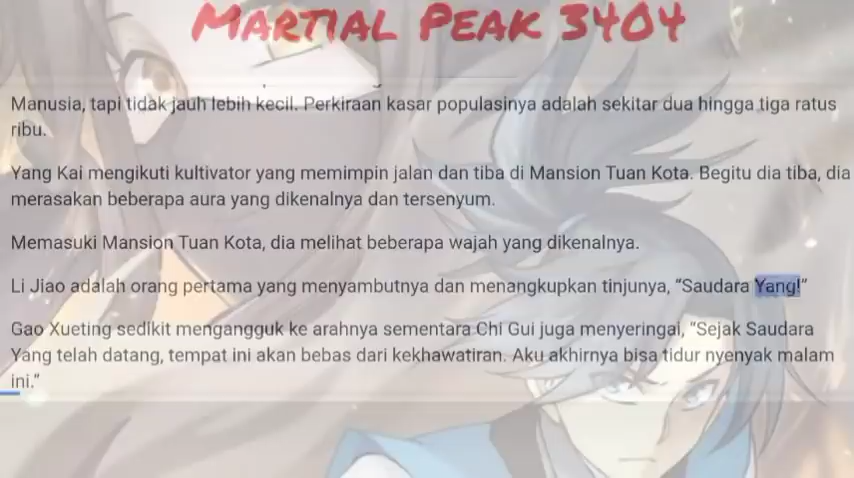 MARTIAL PEAK 3404
Manusia, tapi tidak jauh lebih kecil. Perkiraan kasar populasinya adalah sekitar dua hingga tiga ratus
ribu.
Yang Kai mengikuti kultivator yang memimpin jalan dan tiba di Mansion Tuan Kota. Begitu dia tiba, dia
merasakan beberapa aura yang dikenalnya dan tersenyum.
Memasuki Mansion Tuan Kota, dia melihat beberapa wajah yang dikenalnya.
Li Jiao adalah orang pertama yang menyambutnya dan menangkupkan tinjunya, “Saudara Yang!”
Gao Xueting sedikit mengangguk ke arahnya sementara Chi Gui juga menyeringai, “Sejak Saudara
Yang telah datang, tempat ini akan bebas dari kekhawatiran. Aku akhirnya bisa tidur nyenyak malam
ini.”